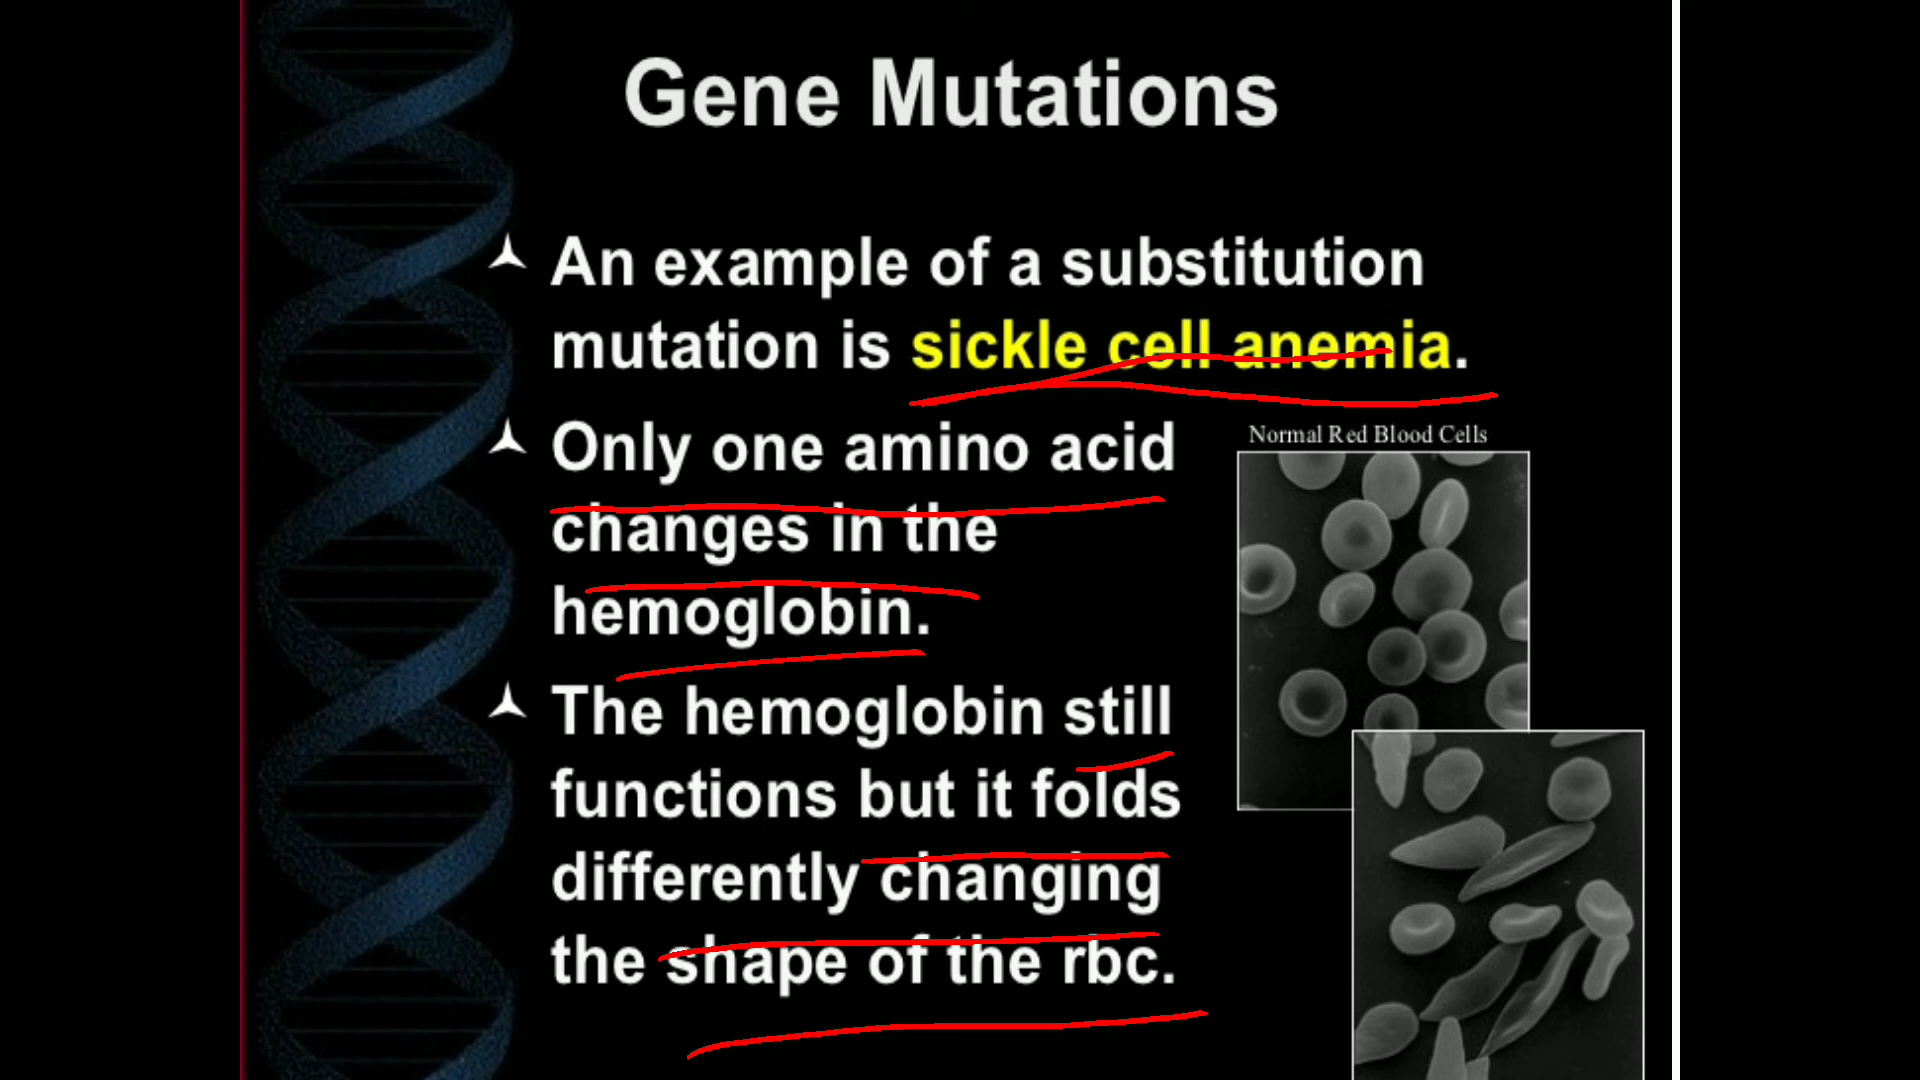 Gene Mutations
An example of a substitution
mutation is sickle cell anemia.
Only one amino acid
changes in the
hemoglobin.
The hemoglobin still
functions but it folds
differently changing
the shape of the rbc.
Normal Red Blood Cells